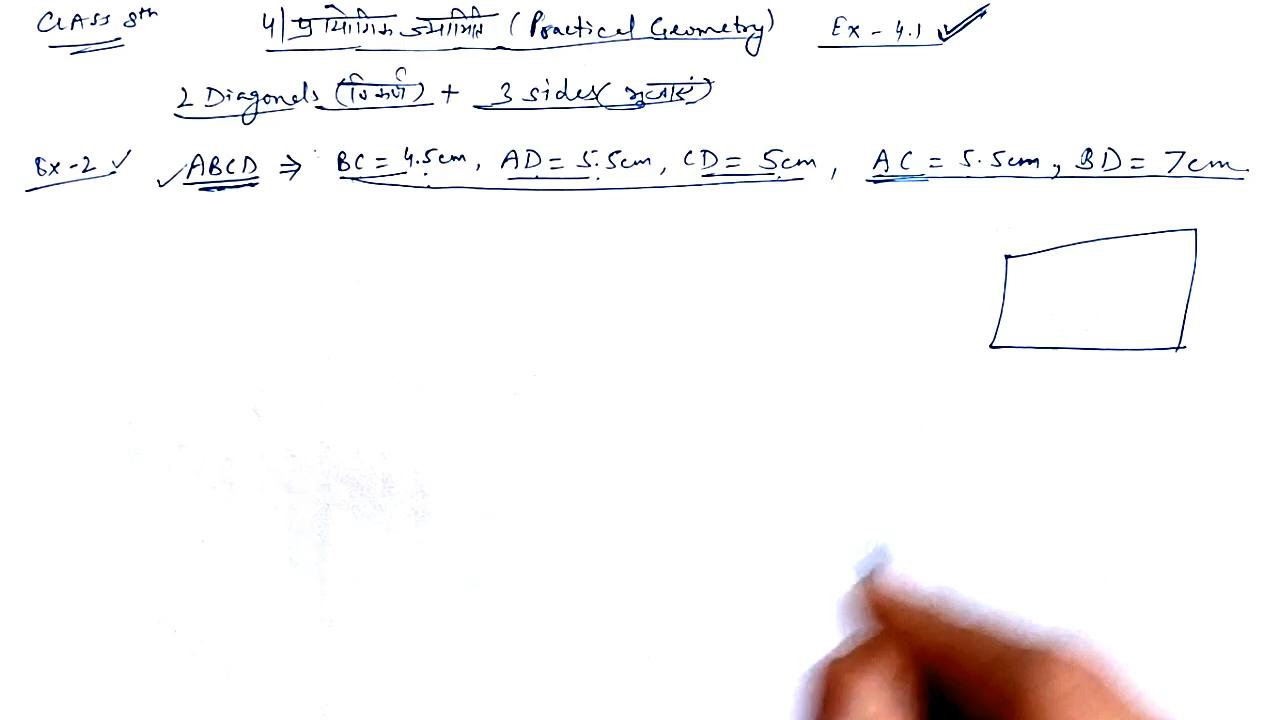 CLASS 8th
4| प्रायोगिक ज्यामिति (Practical Geometry) Ex - 4.1
2 Diagonals (विकर्ण) + 3 sides (भुजाएं)
Ex-2 ABCD ⇒ BC = 4.5cm, AD = 5.5cm, CD = 5cm, AC = 5.5cm, BD = 7cm